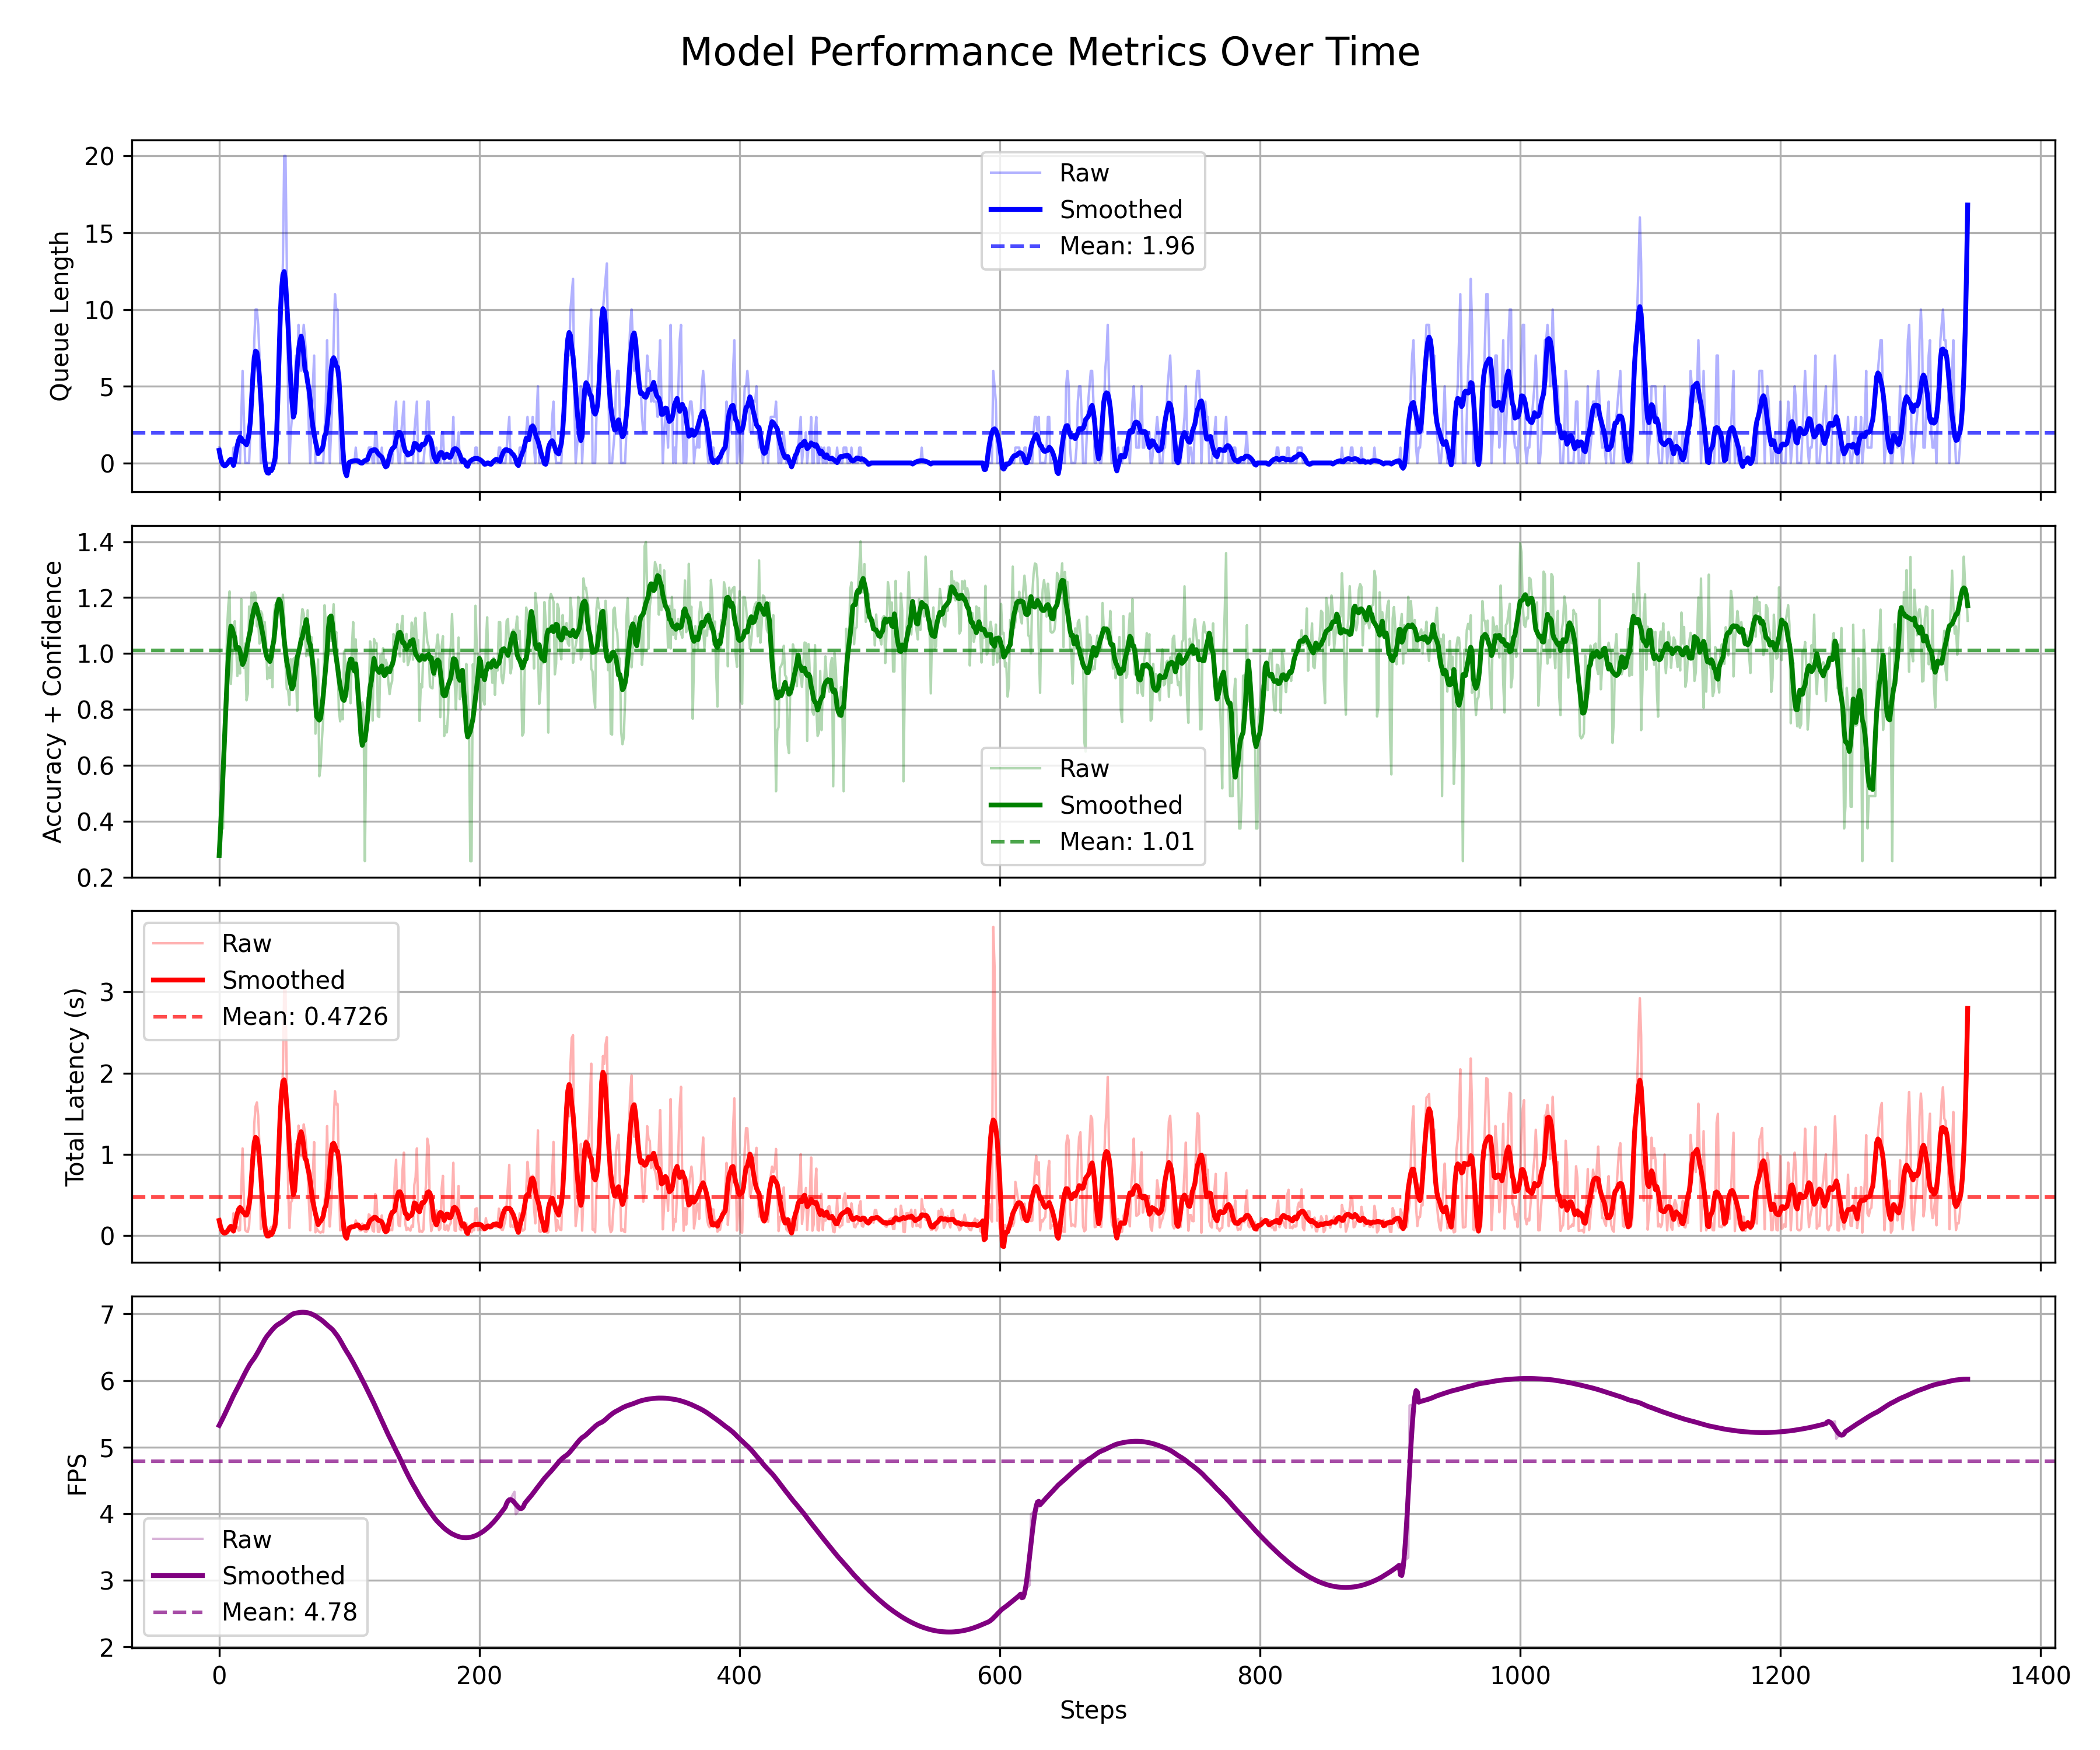 Model Performance Metrics Over Time
20
15
10
5
0
Queue Length
Raw
Smoothed
Mean: 1.96
1.4
1.2
1.0
0.8
0.6
0.4
0.2
Accuracy + Confidence
Raw
Smoothed
Mean: 1.01
3
2
1
0
Total Latency (s)
Raw
Smoothed
Mean: 0.4726
7
6
5
4
3
2
FPS
Raw
Smoothed
Mean: 4.78
0 200 400 600 800 1000 1200 1400
Steps